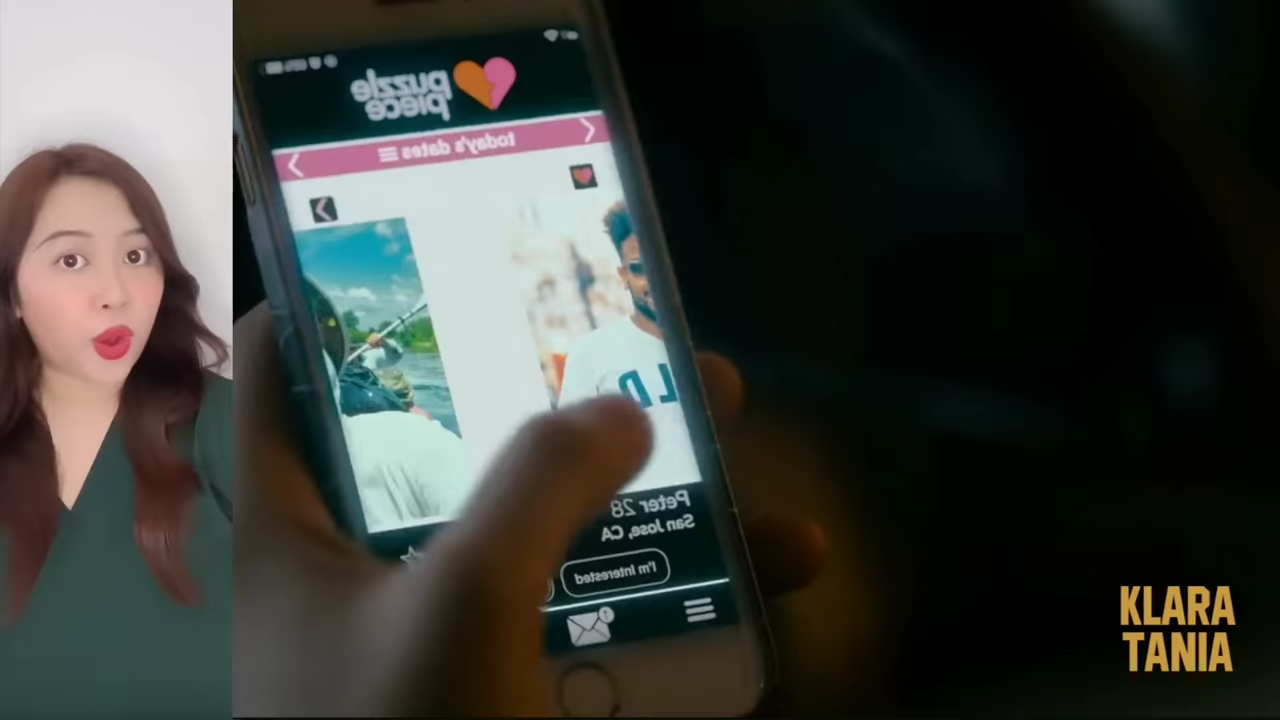 puzzle
piece
today's dates
Peter 28
San Jose, CA
I'm Interested
KLARA
TANIA